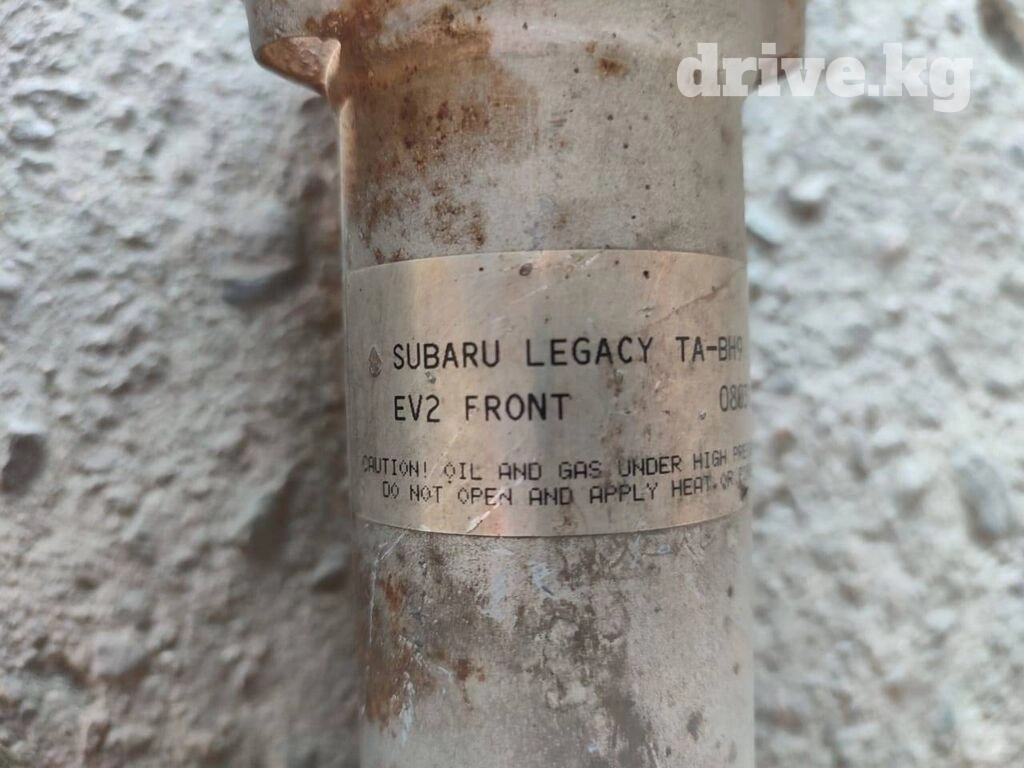 drive.kg
SUBARU LEGACY TA-BH9
EV2 FRONT
CAUTION! OIL AND GAS UNDER HIGH
DO NOT OPEN AND APPLY HEAT OR